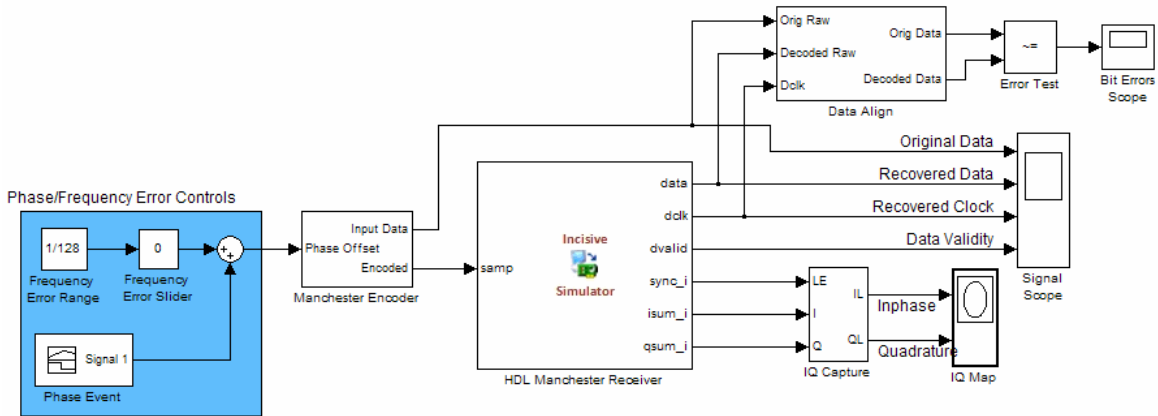 Orig Raw
Orig Data
Decoded Raw
Decoded Data
Dclk
Data Align
~=
Error Test
Bit Errors
Scope
Original Data
Recovered Data
Recovered Clock
Data Validity
Signal
Scope
Phase/Frequency Error Controls
1/128
Frequency
Error Range
0
Frequency
Error Slider
+
+
Signal 1
Phase Event
Input Data
Phase Offset
Encoded
Manchester Encoder
samp
Incisive
Simulator
data
dclk
dvalid
sync_i
isum_i
qsum_i
HDL Manchester Receiver
LE
IL
I
Q
QL
IQ Capture
Inphase
Quadrature
IQ Map